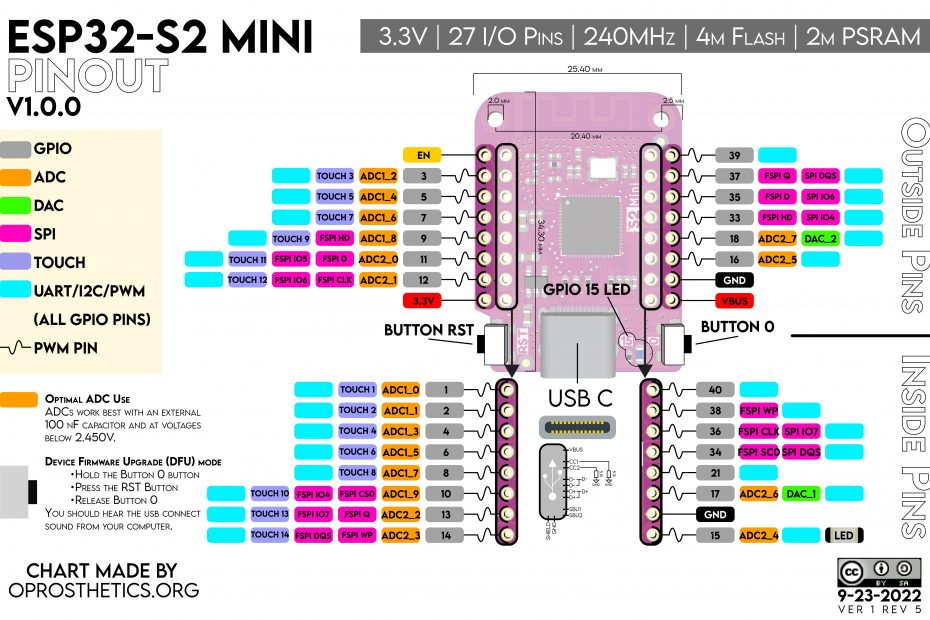 ESP32-S2 MINI
PINOUT
V1.0.0
3.3V | 27 I/O PINS | 240MHZ | 4M FLASH | 2M PSRAM
GPIO
ADC
DAC
SPI
TOUCH
UART/I2C/PWM
(ALL GPIO PINS)
PWM PIN
OPTIMAL ADC USE
ADCS WORK BEST WITH AN EXTERNAL
100 NF CAPACITOR AND AT VOLTAGES
BELOW 2.450V.
DEVICE FIRMWARE UPGRADE (DFU) MODE
•HOLD THE BUTTON 0 BUTTON
•PRESS THE RST BUTTON
•RELEASE BUTTON 0
YOU SHOULD HEAR THE USB CONNECT
SOUND FROM YOUR COMPUTER.
CHART MADE BY
OPROSTHETICS.ORG
25.40 MM
2.0 MM
2.5 MM
20.40 MM
34.30 MM
S2 Mini
RST
15
0
EN
TOUCH 3 ADC1_2 3
TOUCH 5 ADC1_4 5
TOUCH 7 ADC1_6 7
TOUCH 9 FSPI HD ADC1_8 9
TOUCH 11 FSPI IO5 FSPI D ADC2_0 11
TOUCH 12 FSPI IO6 FSPI CLK ADC2_1 12
3.3V
39
37 FSPI Q SPI DQS
35 FSPI D SPI IO6
33 FSPI HD SPI IO4
18 ADC2_7 DAC_2
16 ADC2_5
GND
VBUS
GPIO 15 LED
BUTTON RST
BUTTON 0
USB C
TOUCH 1 ADC1_0 1
TOUCH 2 ADC1_1 2
TOUCH 4 ADC1_3 4
TOUCH 6 ADC1_5 6
TOUCH 8 ADC1_7 8
TOUCH 10 FSPI IO4 FSPI CS0 ADC1_9 10
TOUCH 13 FSPI IO7 FSPI Q ADC2_2 13
TOUCH 14 FSPI DQS FSPI WP ADC2_3 14
40
38 FSPI WP
36 FSPI CLK SPI IO7
34 FSPI SC0 SPI DQS
21
17 ADC2_6 DAC_1
GND
15 ADC2_4 LED
VBUS
CC1
CC2
D-
D+
SBU1
SBU2
SHIELD
GND
GND
GND
OUTSIDE PINS
INSIDE PINS
CC BY SA
9-23-2022
VER 1 REV 5